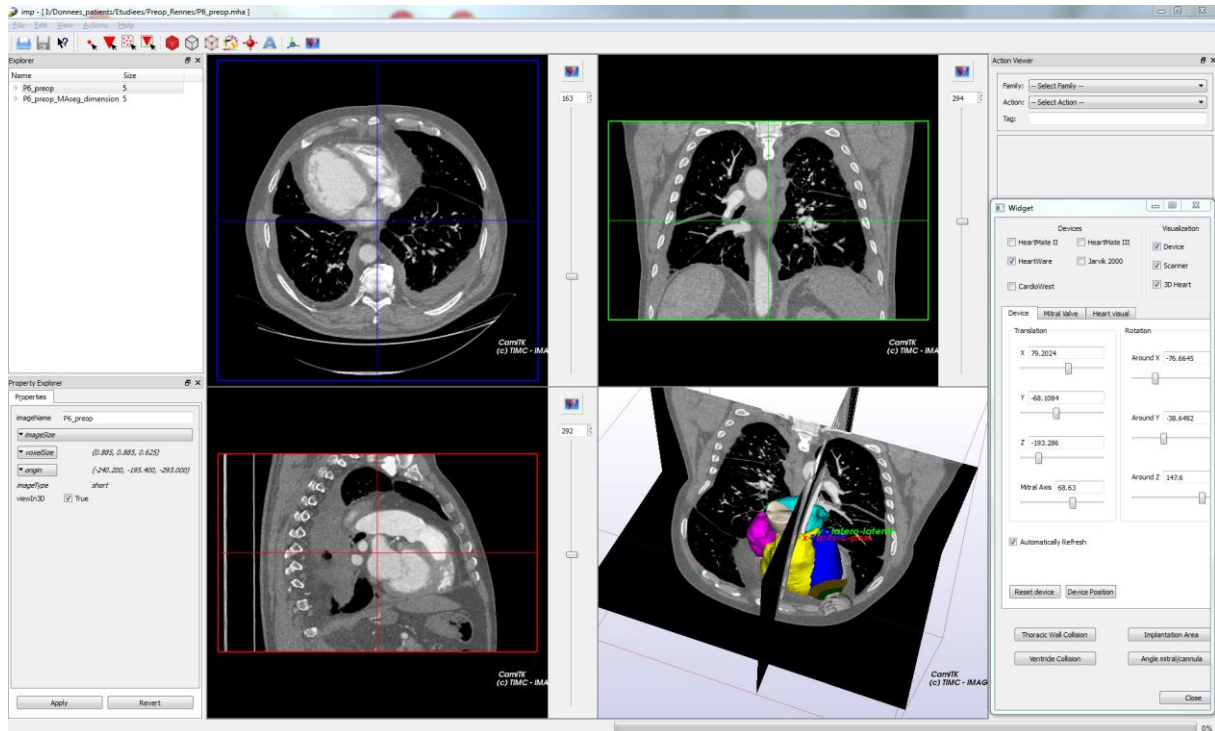 imp - [ J:/Donnees_patients/Etudiees/Preop_Rennes/P6_preop.mha ]
File Edit View Actions Help
Explorer
Name Size
P6_preop 5
P6_preop_MAseg_dimension 5
Property Explorer
Properties
imageName P6_preop
imageSize
voxelSize (0.885, 0.885, 0.625)
origin (-240.200, -195.400, -293.000)
imageType short
viewIn3D True
Apply Revert
163
CamiTK
(c) TIMC - IMA
294
CamiTK
(c) TIMC - IMA
292
CamiTK
(c) TIMC - IMA
y - latero-lateral
CamiTK
(c) TIMC - IMAG
Action Viewer
Family: -- Select Family --
Action: -- Select Action --
Tag:
Widget
Devices Visualization
HeartMate II HeartMate III Device
HeartWare Jarvik 2000 Scanner
CardioWest 3D Heart
Device Mitral Valve Heart visual
Translation Rotation
X 79.2024
Around X -76.6645
Y -68.1084
Around Y -38.6492
Z -193.286
Around Z 147.6
Mitral Axis 68.63
Automatically Refresh
Reset device Device Position
Thoracic Wall Collision Implantation Area
Ventricle Collision Angle mitral/cannula
Close
0%